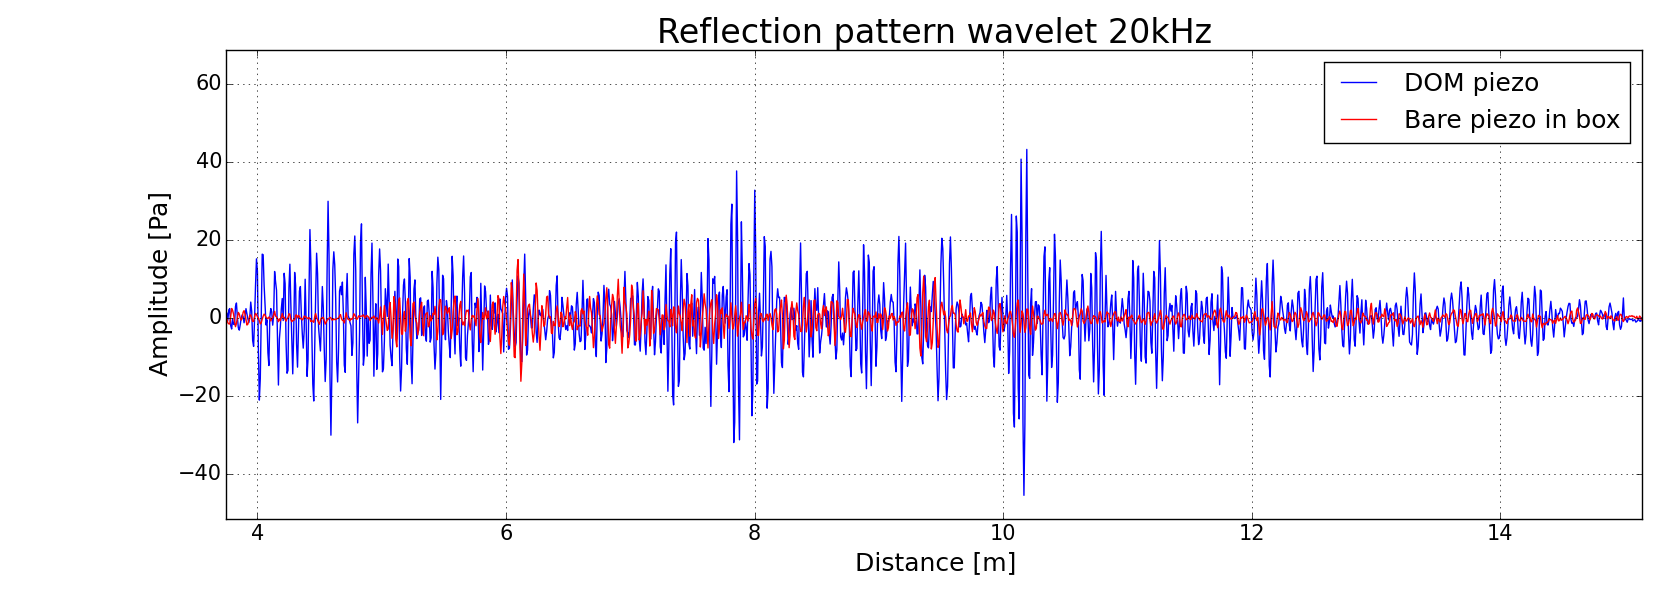 Reflection pattern wavelet 20kHz
DOM piezo
Bare piezo in box
Amplitude [Pa]
60
40
20
0
−20
−40
4 6 8 10 12 14
Distance [m]